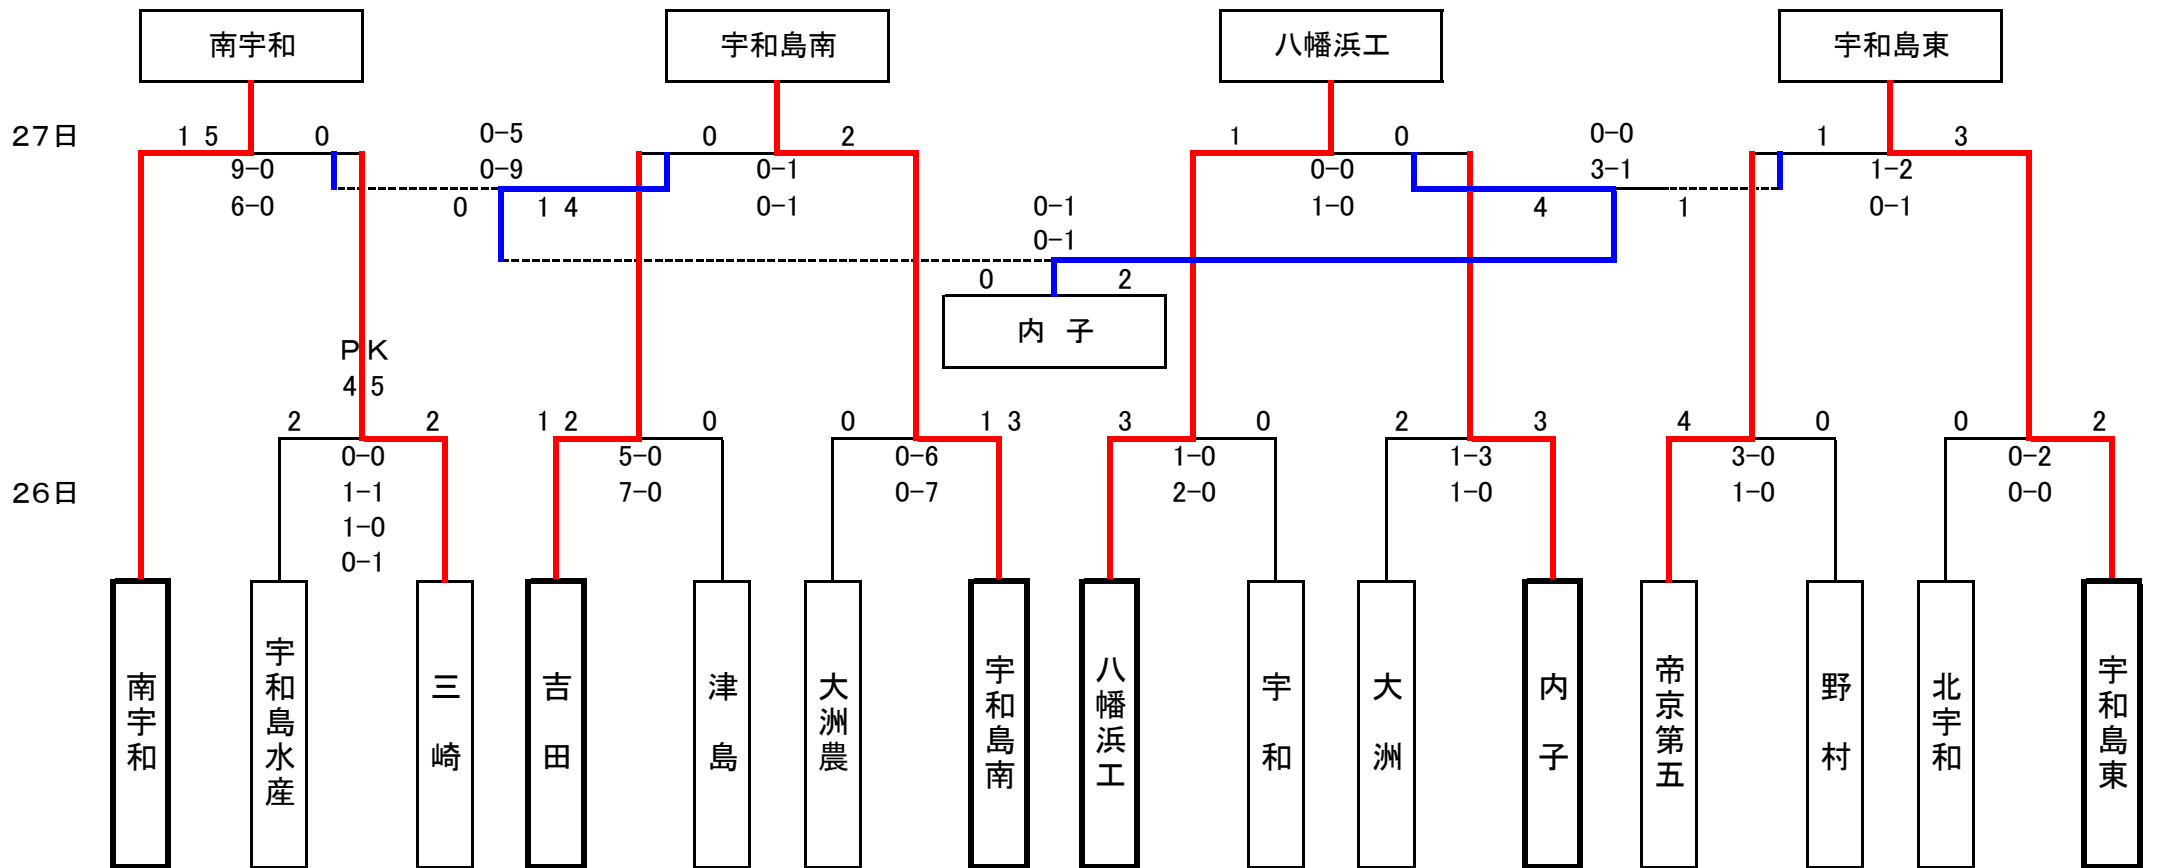 南宇和
宇和島南
八幡浜工
宇和島東
27日
15 0
0-5
0 2
1 0
0-0
1 3
9-0
0-9
0-1
0-0
3-1
1-2
6-0
0 14
0-1
0-1
1-0
4 1
0-1
0-1
0 2
内 子
PK
4 5
2 2
12 0
0 13
3 0
2 3
4 0
0 2
0-0
5-0
0-6
1-0
1-3
3-0
0-2
26日
1-1
7-0
0-7
2-0
1-0
1-0
0-0
1-0
0-1
南宇和
宇和島水産
三崎
吉田
津島
大洲農
宇和島南
八幡浜工
宇和
大洲
内子
帝京第五
野村
北宇和
宇和島東